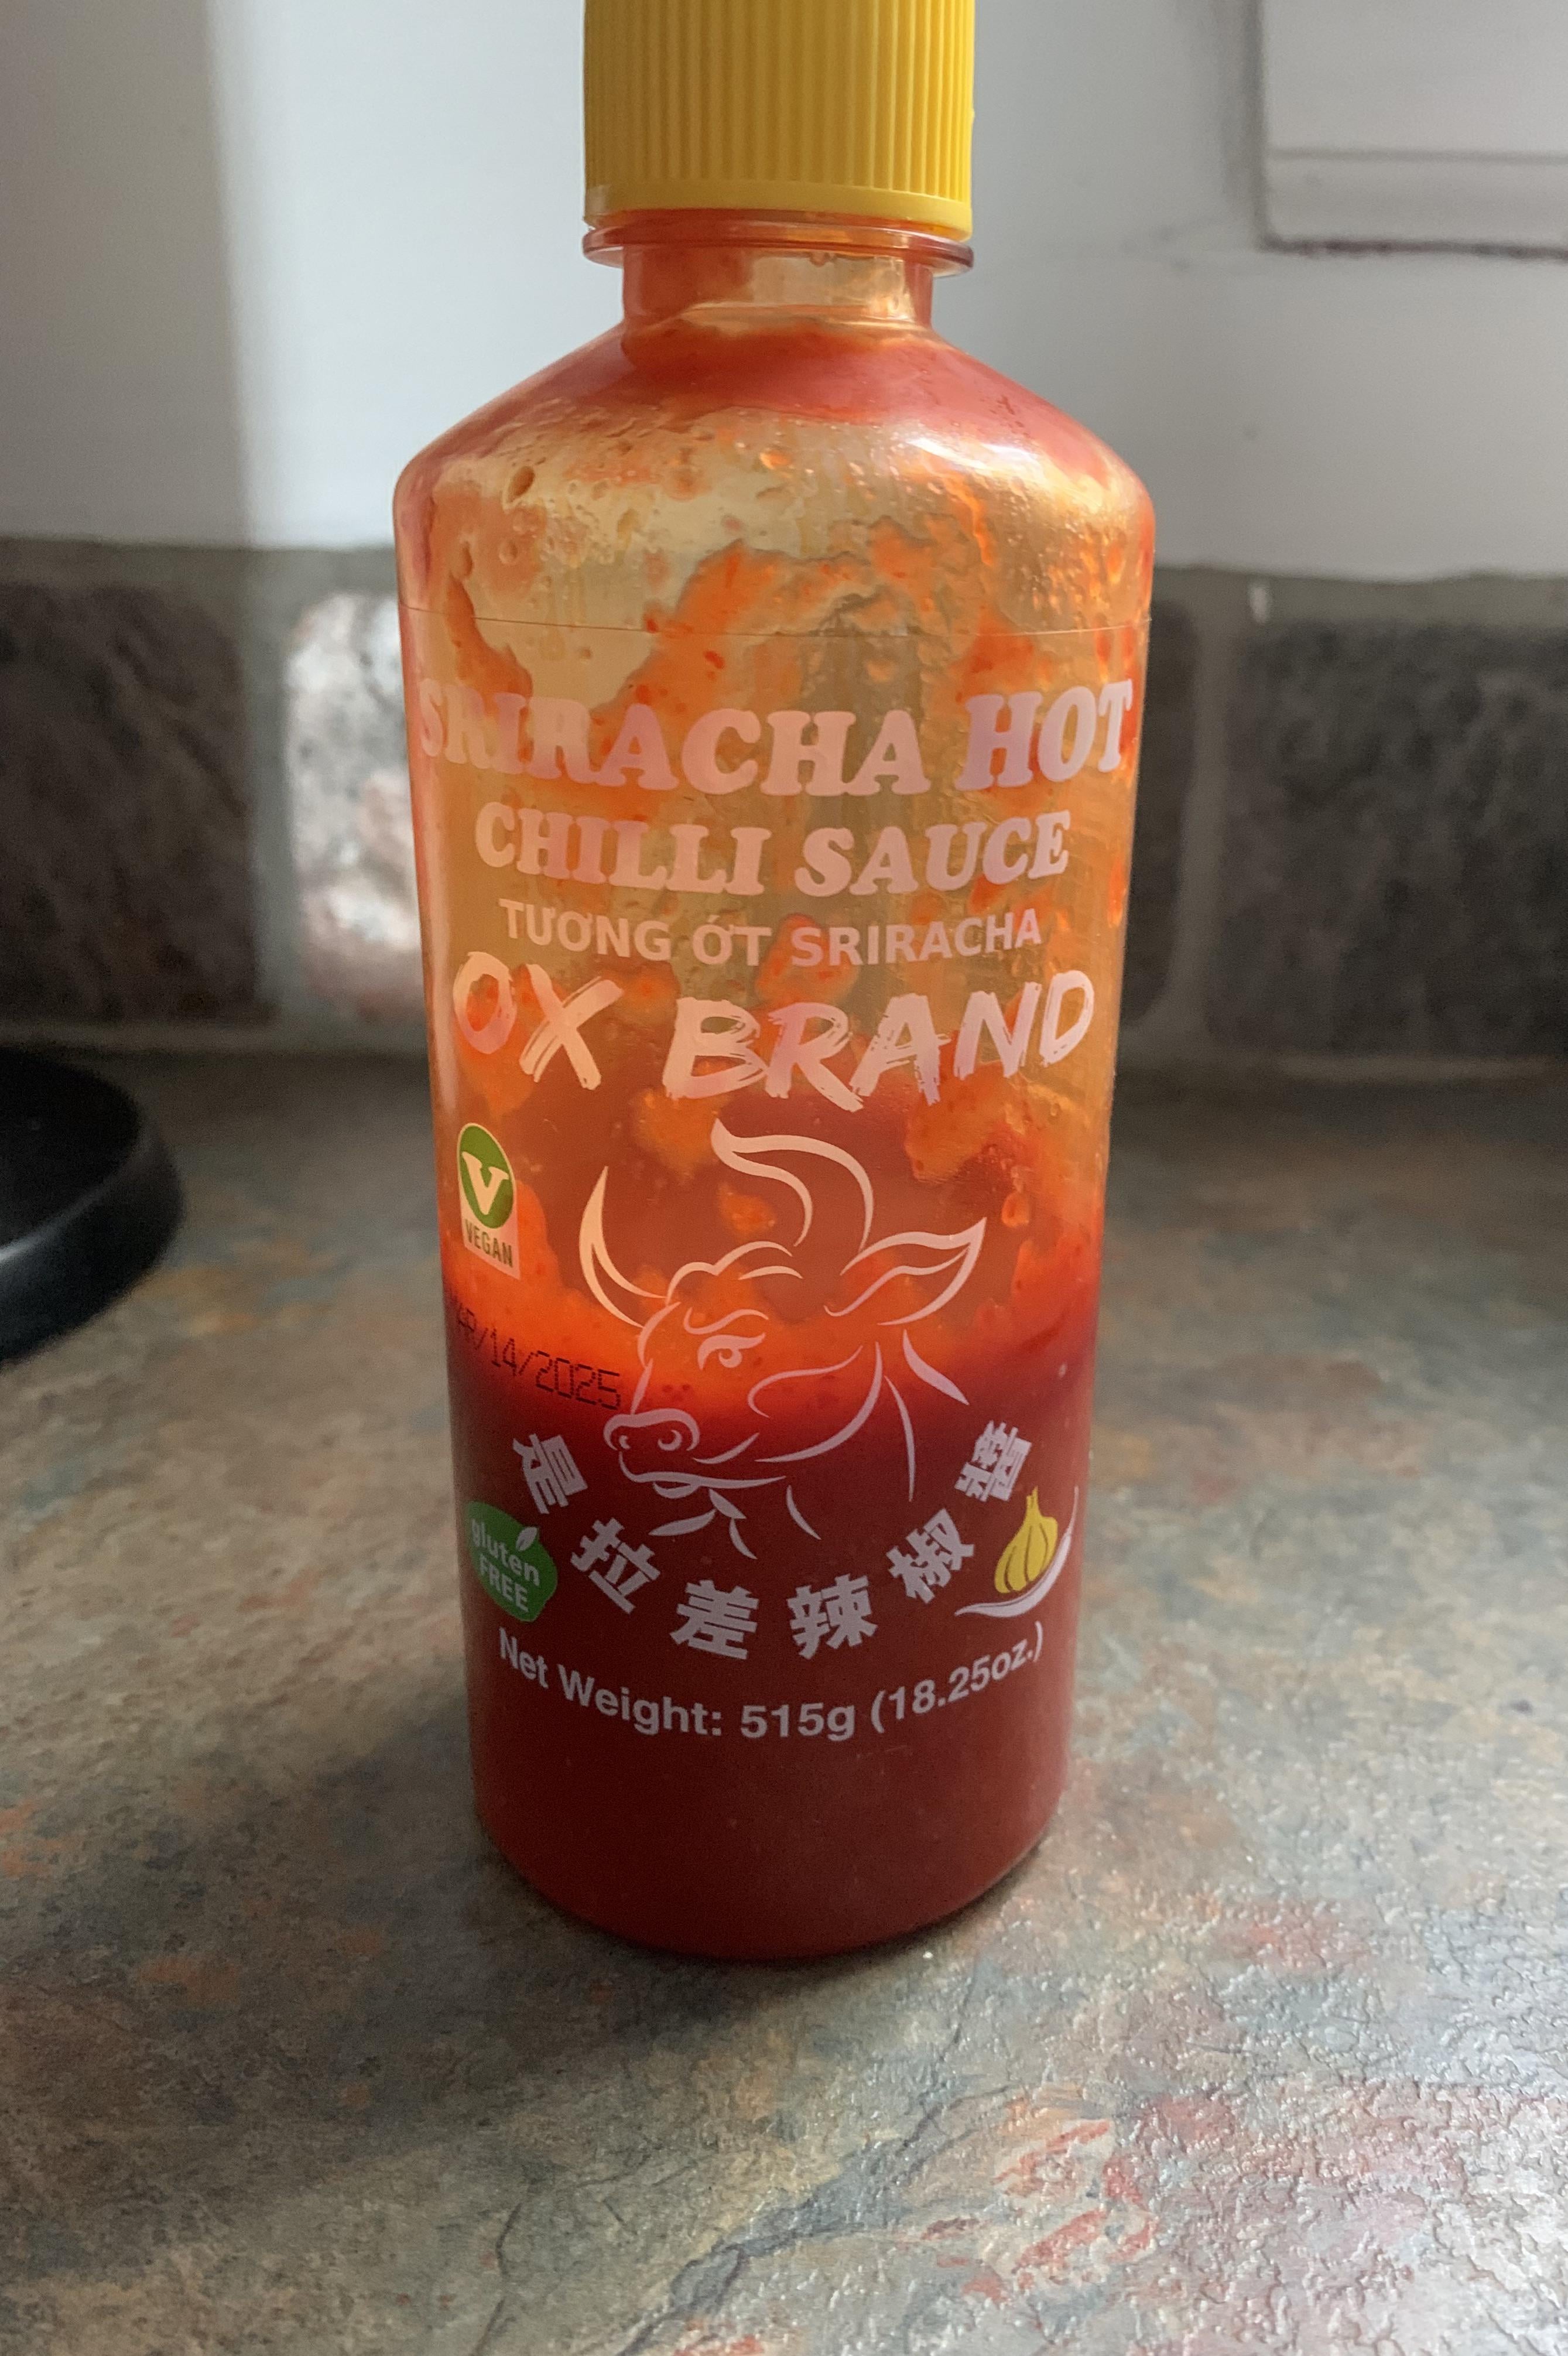 SRIRACHA HOT
CHILLI SAUCE
TƯƠNG ỚT SRIRACHA
OX BRAND
V
VEGAN
AR/14/2025
是拉差辣椒醬
gluten
FREE
Net Weight: 515g (18.25oz.)